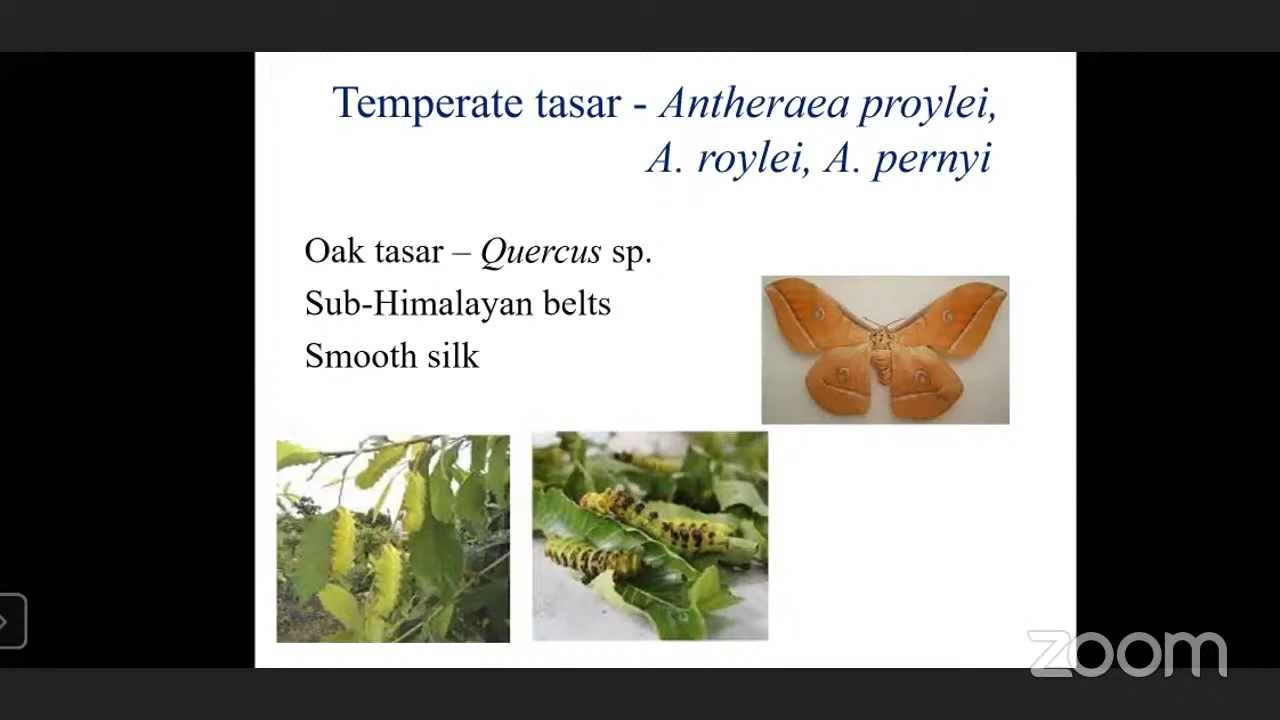 Temperate tasar - Antheraea proylei,
A. roylei, A. pernyi
Oak tasar – Quercus sp.
Sub-Himalayan belts
Smooth silk
zoom